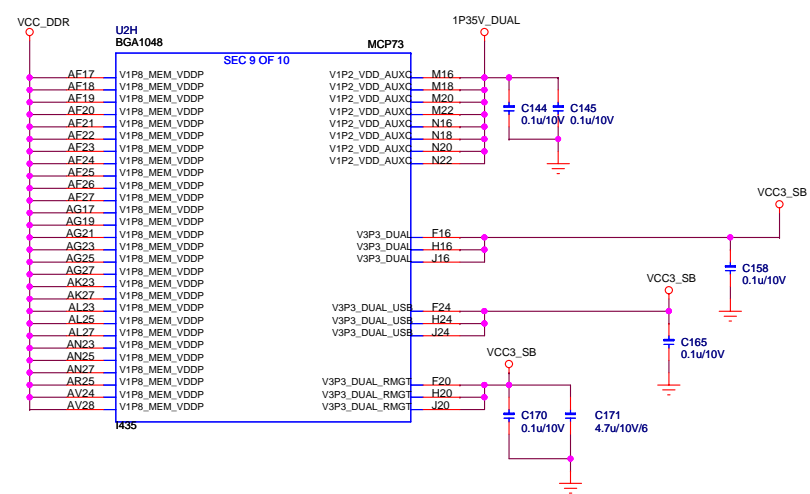 VCC_DDR
U2H
BGA1048
MCP73
1P35V_DUAL
SEC 9 OF 10
AF17 V1P8_MEM_VDDP V1P2_VDD_AUXC M16
AF18 V1P8_MEM_VDDP V1P2_VDD_AUXC M18
AF19 V1P8_MEM_VDDP V1P2_VDD_AUXC M20
AF20 V1P8_MEM_VDDP V1P2_VDD_AUXC M22
AF21 V1P8_MEM_VDDP V1P2_VDD_AUXC N16
AF22 V1P8_MEM_VDDP V1P2_VDD_AUXC N18
AF23 V1P8_MEM_VDDP V1P2_VDD_AUXC N20
AF24 V1P8_MEM_VDDP V1P2_VDD_AUXC N22
C144
0.1u/10V
C145
0.1u/10V
AF25 V1P8_MEM_VDDP
AF26 V1P8_MEM_VDDP
AF27 V1P8_MEM_VDDP
AG17 V1P8_MEM_VDDP
AG19 V1P8_MEM_VDDP
VCC3_SB
AG21 V1P8_MEM_VDDP V3P3_DUAL F16
AG23 V1P8_MEM_VDDP V3P3_DUAL H16
AG25 V1P8_MEM_VDDP V3P3_DUAL J16
C158
0.1u/10V
AG27 V1P8_MEM_VDDP
AK23 V1P8_MEM_VDDP
AK27 V1P8_MEM_VDDP
VCC3_SB
AL23 V1P8_MEM_VDDP V3P3_DUAL_USB F24
AL25 V1P8_MEM_VDDP V3P3_DUAL_USB H24
AL27 V1P8_MEM_VDDP V3P3_DUAL_USB J24
C165
0.1u/10V
AN23 V1P8_MEM_VDDP
AN25 V1P8_MEM_VDDP
AN27 V1P8_MEM_VDDP
VCC3_SB
AR25 V1P8_MEM_VDDP V3P3_DUAL_RMGT F20
AV24 V1P8_MEM_VDDP V3P3_DUAL_RMGT H20
AV28 V1P8_MEM_VDDP V3P3_DUAL_RMGT J20
C170
0.1u/10V
C171
4.7u/10V/6
I435